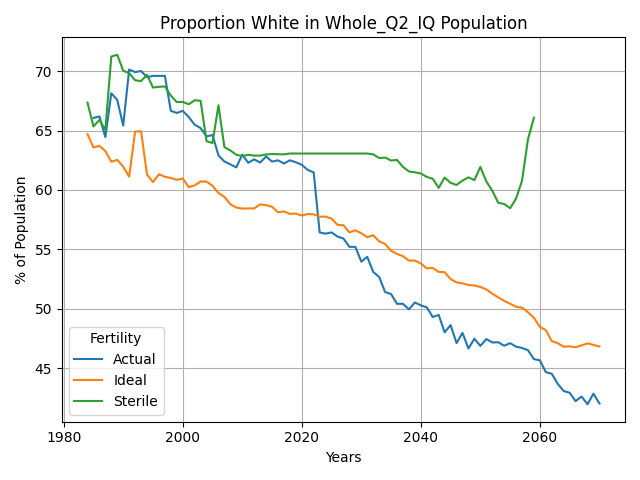 Proportion White in Whole_Q2_IQ Population
% of Population
70
65
60
55
50
45
Fertility
Actual
Ideal
Sterile
1980
2000
2020
2040
2060
Years